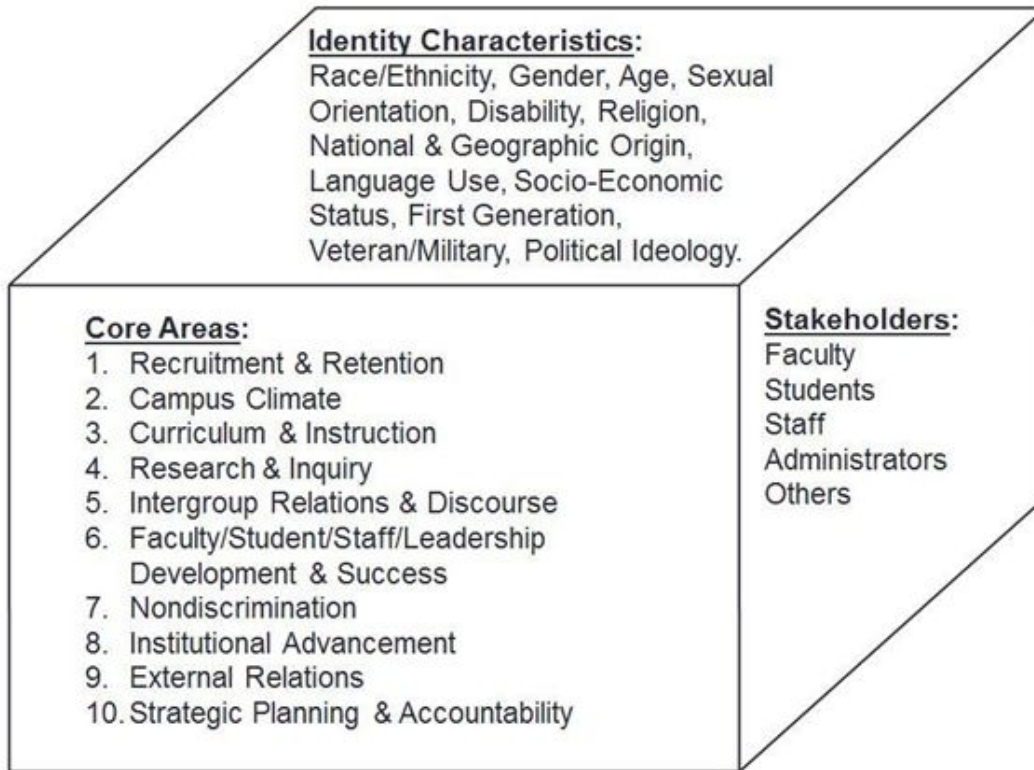 Identity Characteristics:
Race/Ethnicity, Gender, Age, Sexual
Orientation, Disability, Religion,
National & Geographic Origin,
Language Use, Socio-Economic
Status, First Generation,
Veteran/Military, Political Ideology.
Core Areas:
1. Recruitment & Retention
2. Campus Climate
3. Curriculum & Instruction
4. Research & Inquiry
5. Intergroup Relations & Discourse
6. Faculty/Student/Staff/Leadership
Development & Success
7. Nondiscrimination
8. Institutional Advancement
9. External Relations
10. Strategic Planning & Accountability
Stakeholders:
Faculty
Students
Staff
Administrators
Others